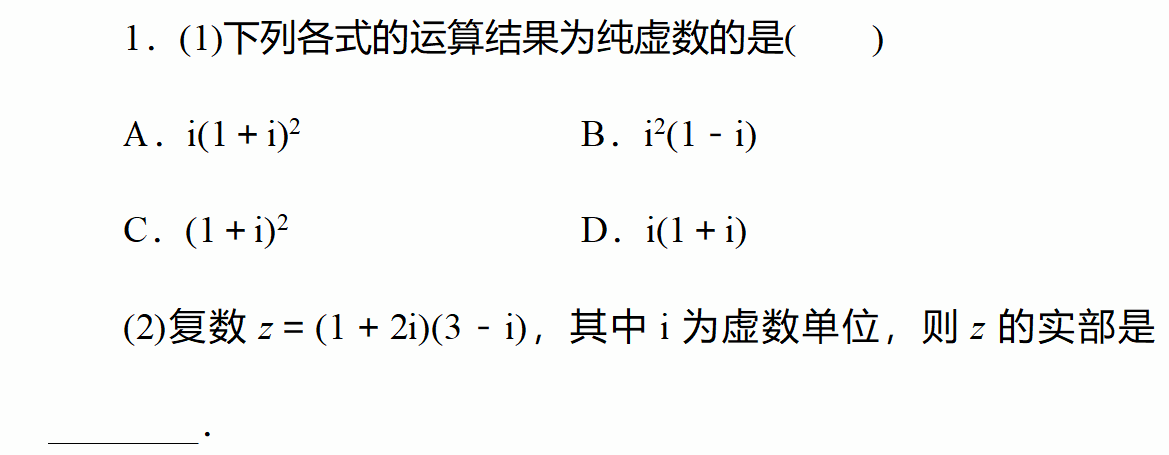 1．(1)下列各式的运算结果为纯虚数的是(　　)
A．i(1＋i)²　　B．i²(1－i)
C．(1＋i)²　　D．i(1＋i)
(2)复数 z＝(1＋2i)(3－i)，其中 i 为虚数单位，则 z 的实部是
________．